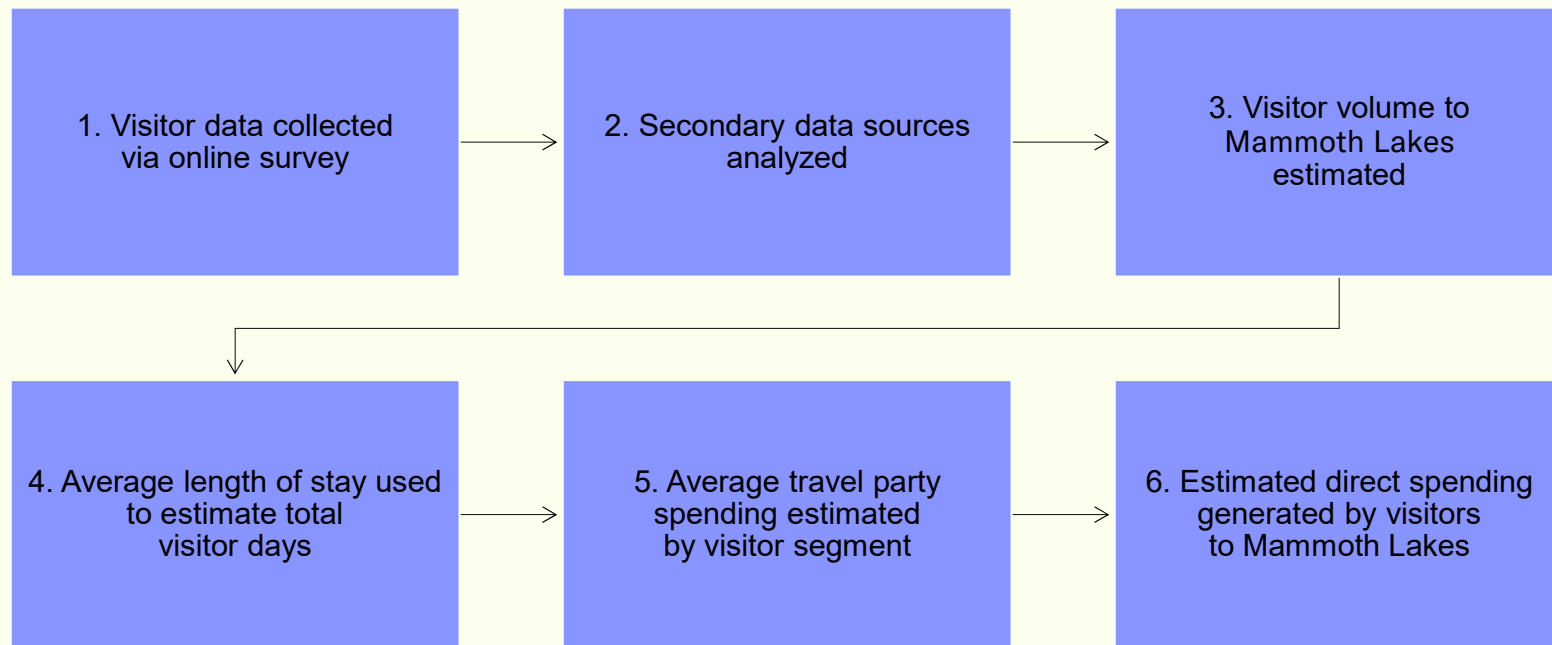 1. Visitor data collected
via online survey
2. Secondary data sources
analyzed
3. Visitor volume to
Mammoth Lakes
estimated
4. Average length of stay used
to estimate total
visitor days
5. Average travel party
spending estimated
by visitor segment
6. Estimated direct spending
generated by visitors
to Mammoth Lakes